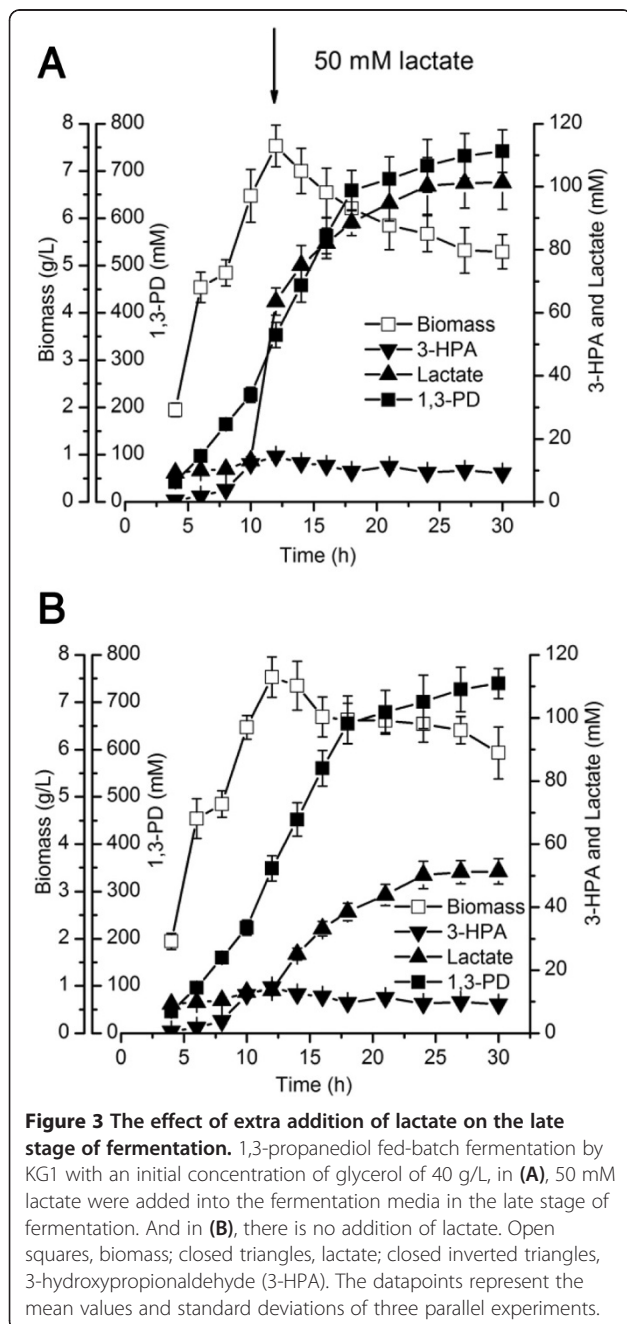 A
50 mM lactate
8 800 120
7 700
100
6 600
80
5 500
4 400 60
3 300
40
2 200
20
1 100
0 0 0
Biomass (g/L)
1,3-PD (mM)
3-HPA and Lactate (mM)
Biomass
3-HPA
Lactate
1,3-PD
0 5 10 15 20 25 30
Time (h)
B
8 800 120
7 700
100
6 600
80
5 500
4 400 60
3 300
40
2 200
20
1 100
0 0 0
Biomass (g/L)
1,3-PD (mM)
3-HPA and Lactate (mM)
Biomass
3-HPA
Lactate
1,3-PD
0 5 10 15 20 25 30
Time (h)
Figure 3 The effect of extra addition of lactate on the late
stage of fermentation. 1,3-propanediol fed-batch fermentation by
KG1 with an initial concentration of glycerol of 40 g/L, in (A), 50 mM
lactate were added into the fermentation media in the late stage of
fermentation. And in (B), there is no addition of lactate. Open
squares, biomass; closed triangles, lactate; closed inverted triangles,
3-hydroxypropionaldehyde (3-HPA). The datapoints represent the
mean values and standard deviations of three parallel experiments.